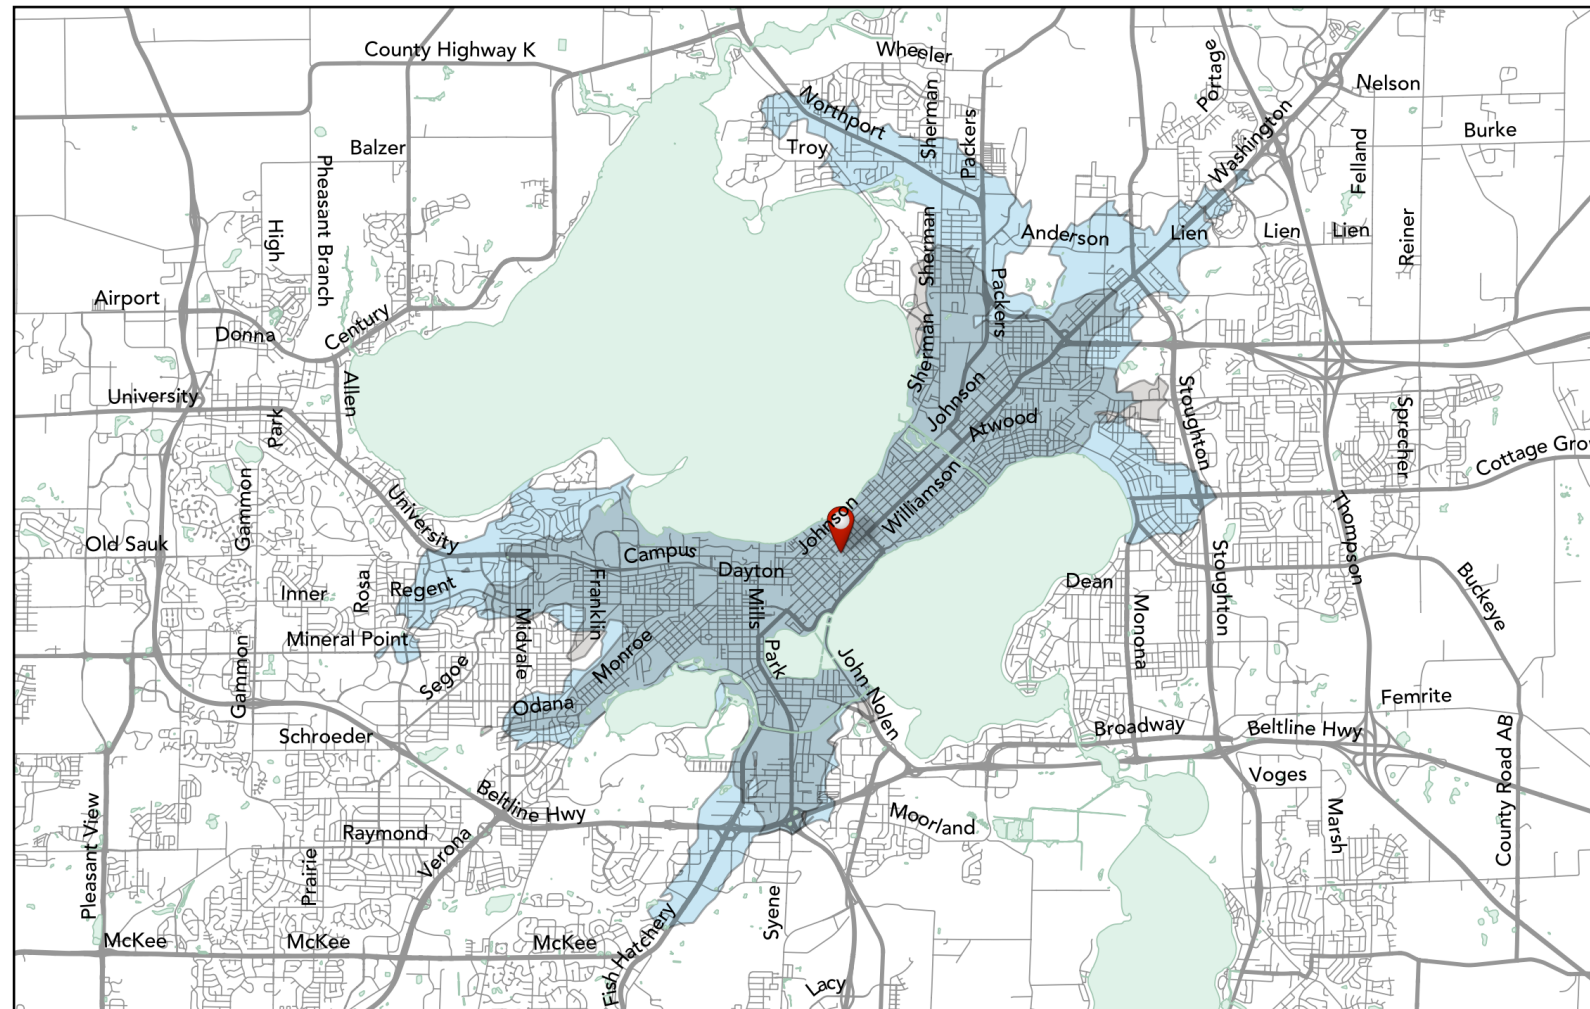 County Highway K
Wheeler
Portage
Nelson
Northport
Sherman
Packers
Washington
Burke
Balzer
Troy
Felland
Pheasant Branch
High
Sherman
Anderson
Lien
Lien
Lien
Reiner
Airport
Packers
Donna
Century
Sherman
University
Allen
Park
Johnson
Atwood
Stoughton
Sprecher
Cottage Gro
Gammon
University
Johnson
Williamson
Thompson
Old Sauk
Campus
Dayton
Stoughton
Inner
Rosa
Regent
Franklin
Mills
Dean
Buckeye
Mineral Point
Midvale
Monroe
Park
Monona
Gammon
Segoe
Odana
John Nolen
Femrite
Schroeder
Broadway
Beltline Hwy
County Road AB
Beltline Hwy
Voges
Pleasant View
Raymond
Verona
Moorland
Marsh
Prairie
Syene
McKee
McKee
McKee
Fish Hatchery
Lacy